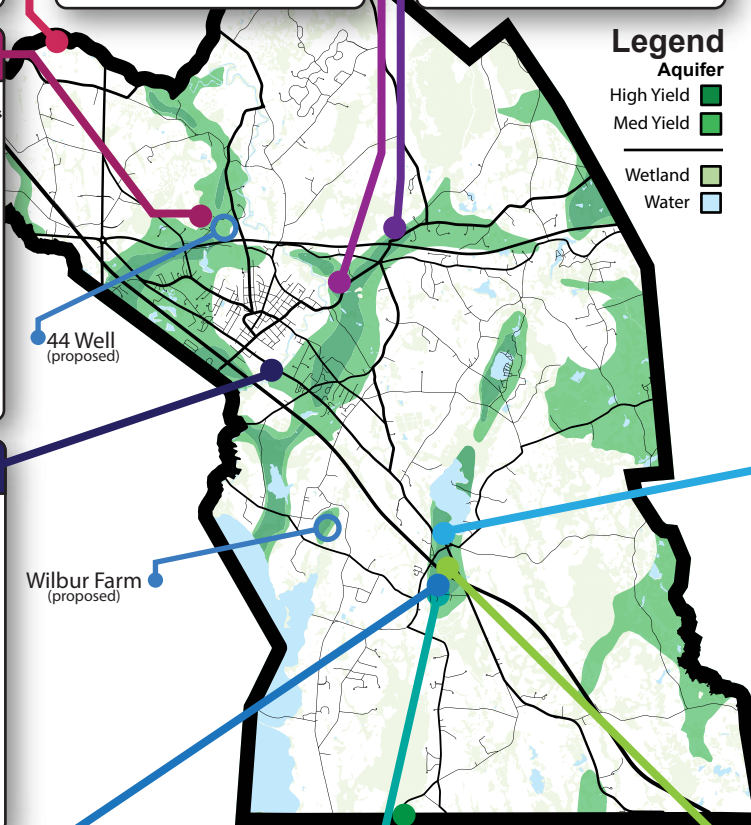 Legend
Aquifer
High Yield
Med Yield
Wetland
Water
44 Well
(proposed)
Wilbur Farm
(proposed)